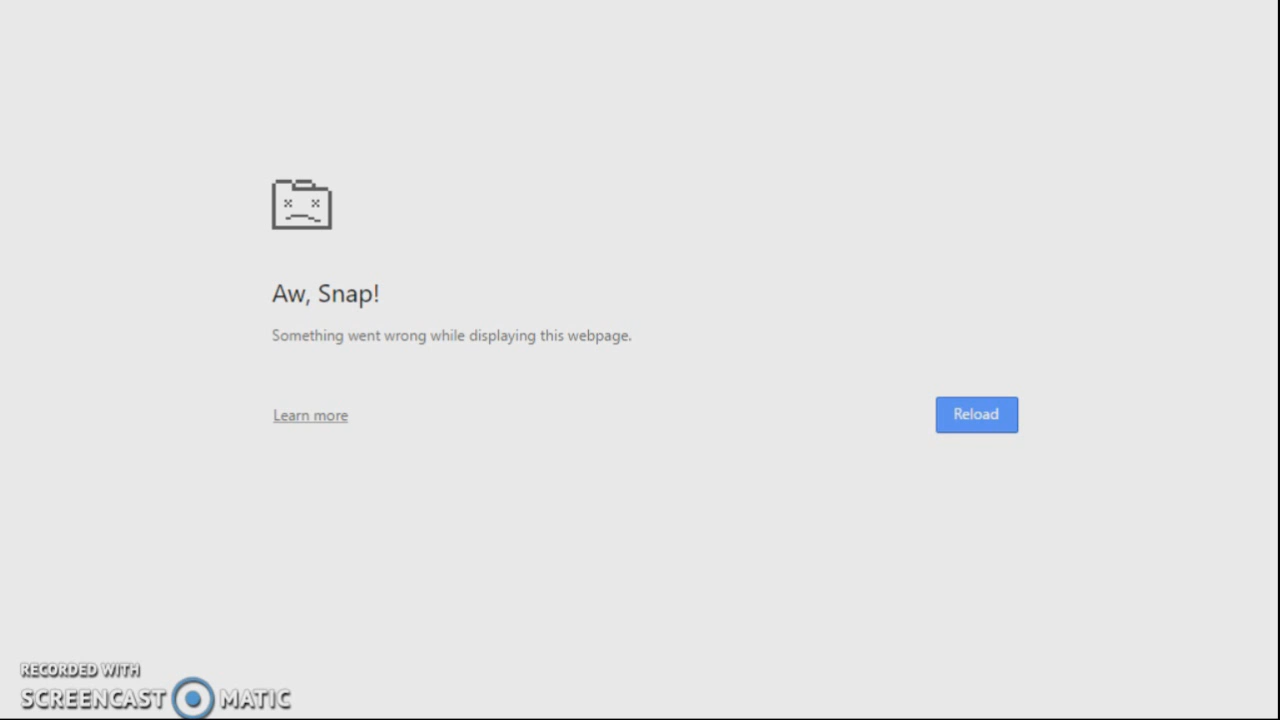 Aw, Snap!
Something went wrong while displaying this webpage.
Learn more
Reload
RECORDED WITH
SCREENCAST MATIC